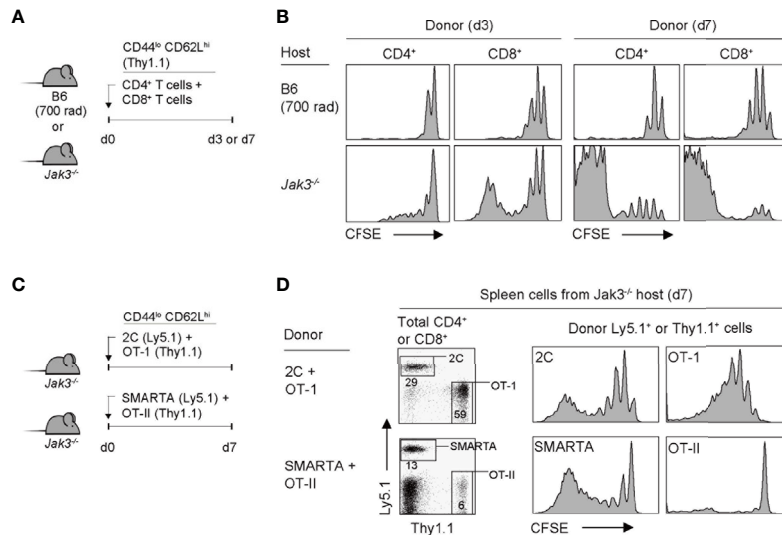 A
CD44lo CD62Lhi
(Thy1.1)
CD4+ T cells +
CD8+ T cells
B6
(700 rad)
or
Jak3-/-
d0
d3 or d7
B
Donor (d3)
Donor (d7)
Host
CD4+
CD8+
CD4+
CD8+
B6
(700 rad)
Jak3-/-
CFSE
CFSE
C
CD44lo CD62Lhi
2C (Ly5.1) +
OT-1 (Thy1.1)
Jak3-/-
SMARTA (Ly5.1) +
OT-II (Thy1.1)
Jak3-/-
d0
d7
D
Spleen cells from Jak3-/- host (d7)
Donor
Total CD4+
or CD8+
Donor Ly5.1+ or Thy1.1+ cells
2C +
OT-1
2C
29
OT-1
59
2C
OT-1
SMARTA +
OT-II
SMARTA
13
OT-II
6
SMARTA
OT-II
Ly5.1
Thy1.1
CFSE